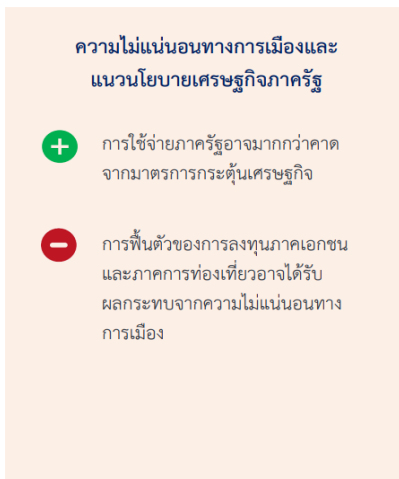 ความไม่แน่นอนทางการเมืองและ
แนวนโยบายเศรษฐกิจภาครัฐ
การใช้จ่ายภาครัฐอาจมากกว่าคาด
จากมาตรการกระตุ้นเศรษฐกิจ
การฟื้นตัวของการลงทุนภาคเอกชน
และภาคการท่องเที่ยวอาจได้รับ
ผลกระทบจากความไม่แน่นอนทาง
การเมือง